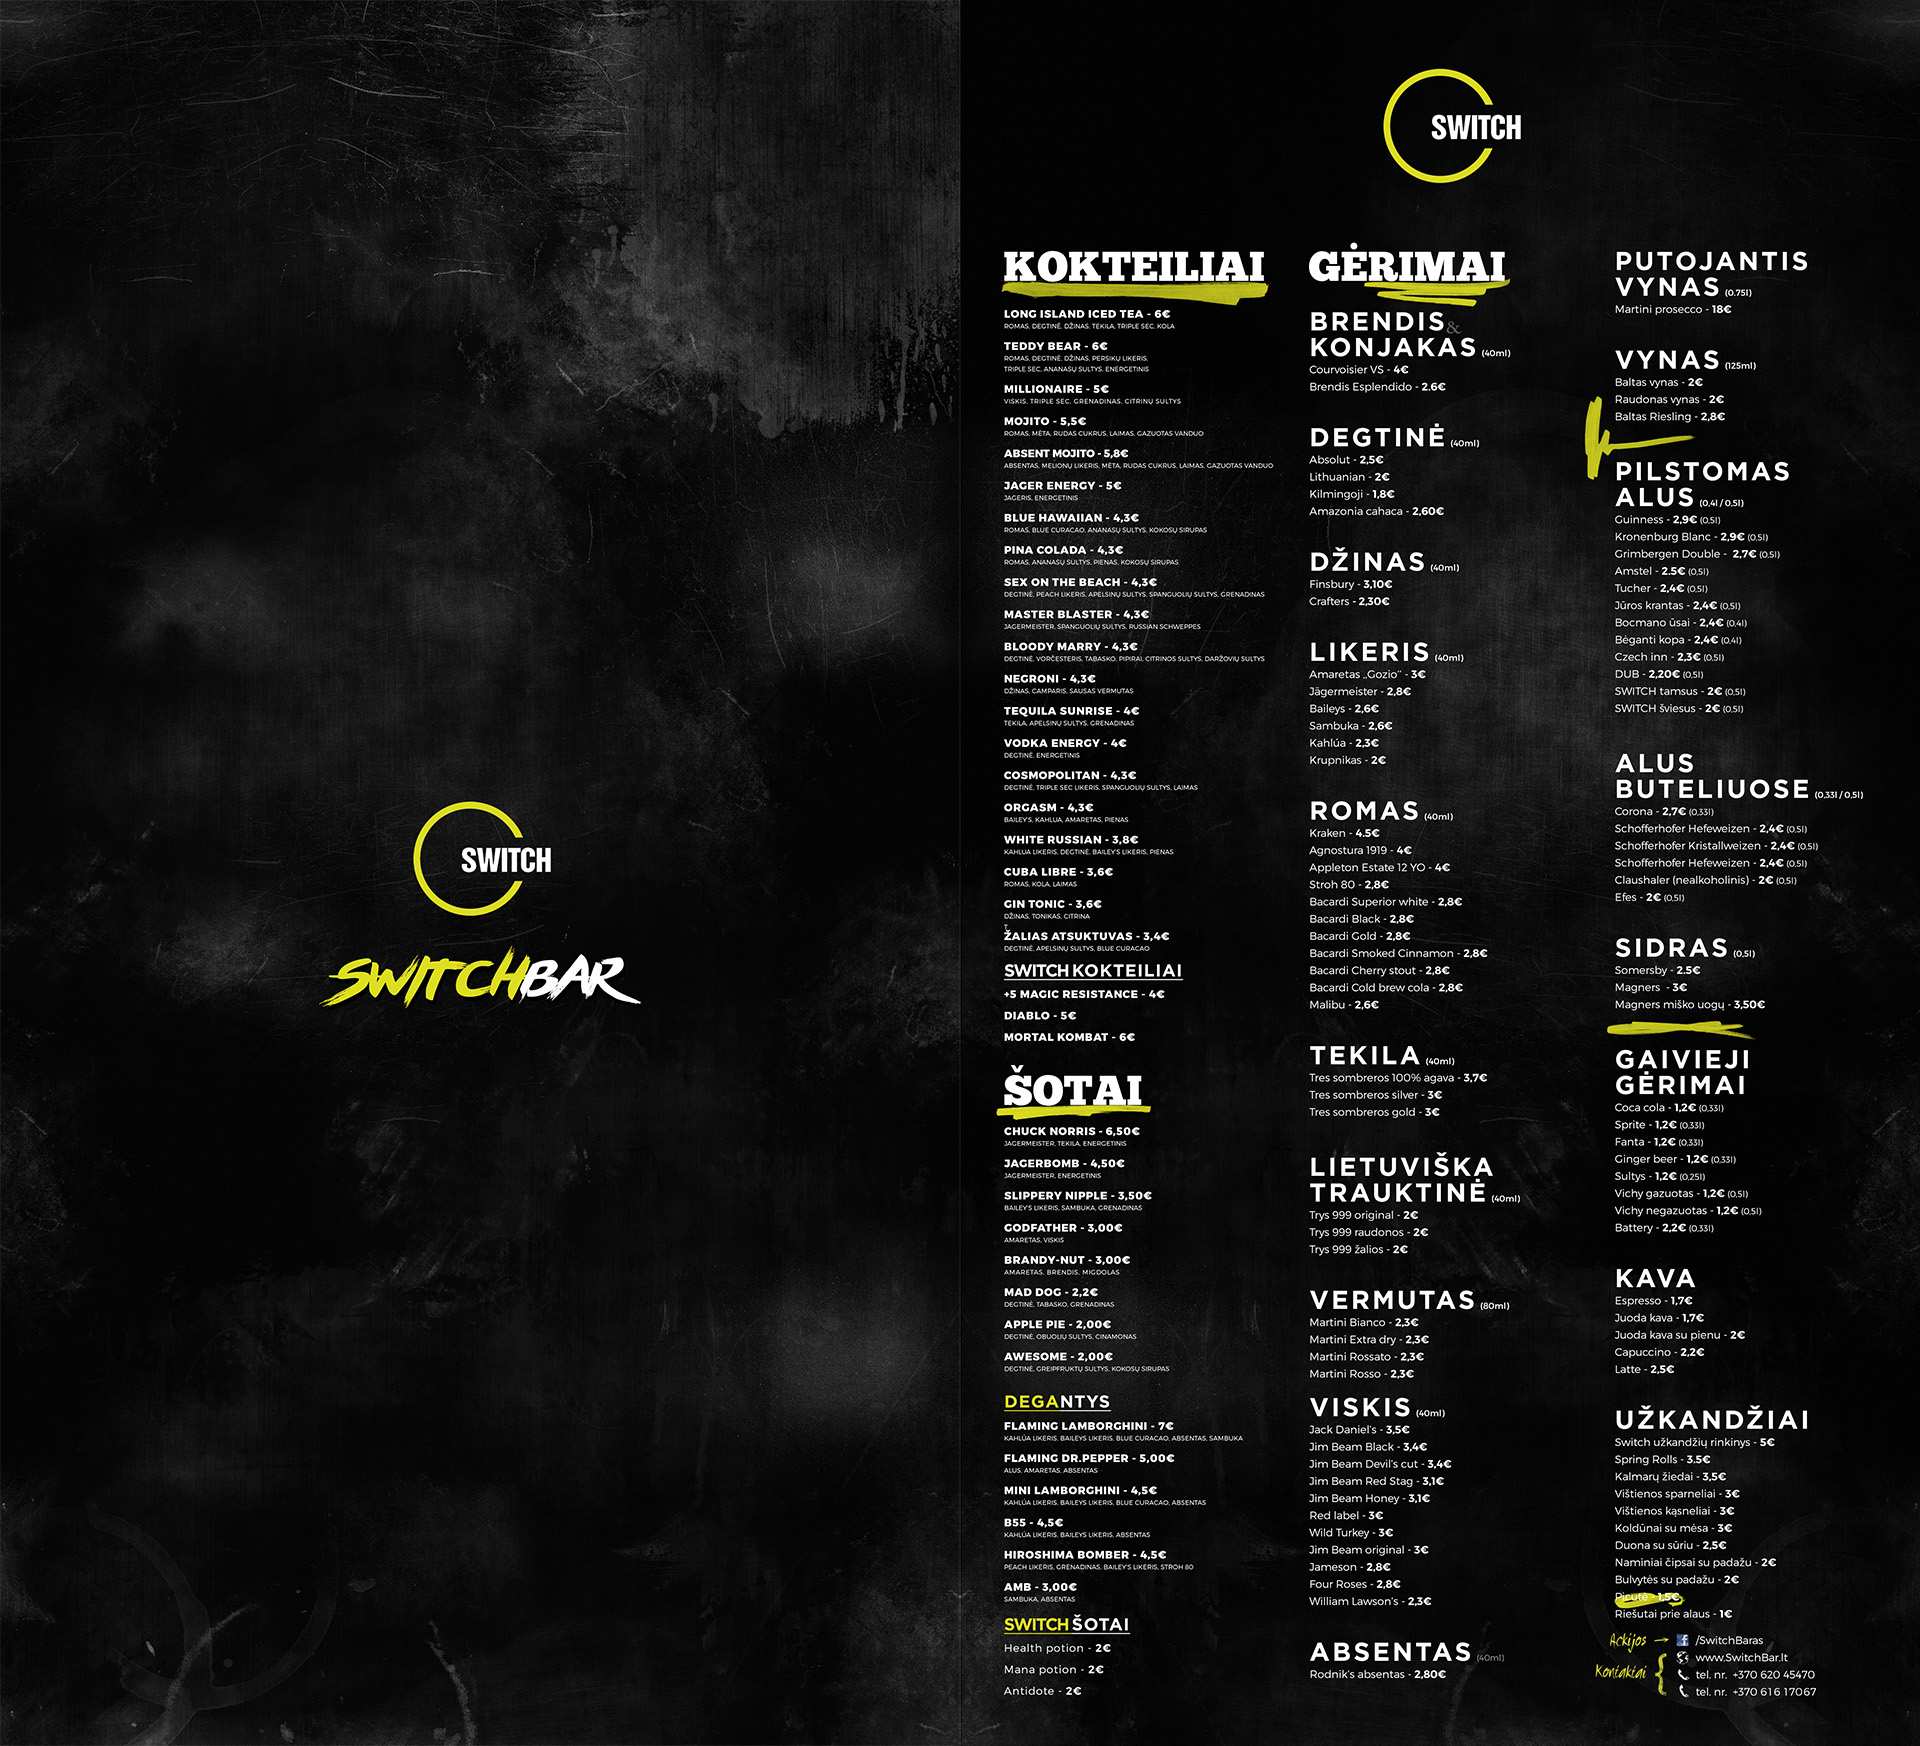 SWITCH
SWITCHBAR
SWITCH
KOKTEILIAI
LONG ISLAND ICED TEA - 6€
ROMAS, DEGTINĖ, DŽINAS, TEKILA, TRIPLE SEC, KOLA
TEDDY BEAR - 6€
ROMAS, DEGTINĖ, DŽINAS, PERSIKŲ LIKERIS,
TRIPLE SEC, ANANASŲ SULTYS, ENERGETINIS
MILLIONAIRE - 5€
VISKIS, TRIPLE SEC, GRENADINAS, CITRINŲ SULTYS
MOJITO - 5,5€
ROMAS, MĖTA, RUDAS CUKRUS, LAIMAS, GAZUOTAS VANDUO
ABSENT MOJITO - 5,8€
ABSENTAS, MELIONŲ LIKERIS, MĖTA, RUDAS CUKRUS, LAIMAS, GAZUOTAS VANDUO
JAGER ENERGY - 5€
JAGERIS, ENERGETINIS
BLUE HAWAIIAN - 4,3€
ROMAS, BLUE CURACAO, ANANASŲ SULTYS, KOKOSŲ SIRUPAS
PINA COLADA - 4,3€
ROMAS, ANANASŲ SULTYS, PIENAS, KOKOSŲ SIRUPAS
SEX ON THE BEACH - 4,3€
DEGTINĖ, PEACH LIKERIS, APELSINŲ SULTYS, SPANGUOLIŲ SULTYS, GRENADINAS
MASTER BLASTER - 4,3€
JAGERMEISTER, SPANGUOLIŲ SULTYS, RUSSIAN SCHWEPPES
BLOODY MARRY - 4,3€
DEGTINĖ, VORČESTERIS, TABASKO, PIPIRAI, CITRINOS SULTYS, DARŽOVIŲ SULTYS
NEGRONI - 4,3€
DŽINAS, CAMPARIS, SAUSAS VERMUTAS
TEQUILA SUNRISE - 4€
TEKILA, APELSINŲ SULTYS, GRENADINAS
VODKA ENERGY - 4€
DEGTINĖ, ENERGETINIS
COSMOPOLITAN - 4,3€
DEGTINĖ, TRIPLE SEC LIKERIS, SPANGUOLIŲ SULTYS, LAIMAS
ORGASM - 4,3€
BAILEY'S, KAHLUA, AMARETAS, PIENAS
WHITE RUSSIAN - 3,8€
KAHLUA LIKERIS, DEGTINĖ, BAILEY'S LIKERIS, PIENAS
CUBA LIBRE - 3,6€
ROMAS, KOLA, LAIMAS
GIN TONIC - 3,6€
DŽINAS, TONIKAS, CITRINA
ŽALIAS ATSUKTUVAS - 3,4€
DEGTINĖ, APELSINŲ SULTYS, BLUE CURACAO
SWITCH KOKTEILIAI
+5 MAGIC RESISTANCE - 4€
DIABLO - 5€
MORTAL KOMBAT - 6€
ŠOTAI
CHUCK NORRIS - 6,50€
JAGERMEISTER, TEKILA, ENERGETINIS
JAGERBOMB - 4,50€
JAGERMEISTER, ENERGETINIS
SLIPPERY NIPPLE - 3,50€
BAILEY'S LIKERIS, SAMBUKA, GRENADINAS
GODFATHER - 3,00€
AMARETAS, VISKIS
BRANDY-NUT - 3,00€
AMARETAS, BRENDIS, MIGDOLAS
MAD DOG - 2,2€
DEGTINĖ, TABASKO, GRENADINAS
APPLE PIE - 2,00€
DEGTINĖ, OBUOLIŲ SULTYS, CINAMONAS
AWESOME - 2,00€
DEGTINĖ, GREIPFRUKTŲ SULTYS, KOKOSŲ SIRUPAS
DEGANTYS
FLAMING LAMBORGHINI - 7€
KAHLÚA LIKERIS, BAILEYS LIKERIS, BLUE CURACAO, ABSENTAS, SAMBUKA
FLAMING DR.PEPPER - 5,00€
ALUS, AMARETAS, ABSENTAS
MINI LAMBORGHINI - 4,5€
KAHLÚA LIKERIS, BAILEYS LIKERIS, BLUE CURACAO, ABSENTAS
B55 - 4,5€
KAHLÚA LIKERIS, BAILEYS LIKERIS, ABSENTAS
HIROSHIMA BOMBER - 4,5€
PEACH LIKERIS, GRENADINAS, BAILEY'S LIKERIS, STROH 80
AMB - 3,00€
SAMBUKA, ABSENTAS
SWITCH ŠOTAI
Health potion - 2€
Mana potion - 2€
Antidote - 2€
GĖRIMAI
BRENDIS &
KONJAKAS (40ml)
Courvoisier VS - 4€
Brendis Esplendido - 2.6€
DEGTINĖ (40ml)
Absolut - 2,5€
Lithuanian - 2€
Kilmingoji - 1,8€
Amazonia cahaca - 2,60€
DŽINAS (40ml)
Finsbury - 3,10€
Crafters - 2,30€
LIKERIS (40ml)
Amaretas „Gozio" - 3€
Jägermeister - 2,8€
Baileys - 2,6€
Sambuka - 2,6€
Kahlúa - 2,3€
Krupnikas - 2€
ROMAS (40ml)
Kraken - 4.5€
Agnostura 1919 - 4€
Appleton Estate 12 YO - 4€
Stroh 80 - 2,8€
Bacardi Superior white - 2,8€
Bacardi Black - 2,8€
Bacardi Gold - 2,8€
Bacardi Smoked Cinnamon - 2,8€
Bacardi Cherry stout - 2,8€
Bacardi Cold brew cola - 2,8€
Malibu - 2,6€
TEKILA (40ml)
Tres sombreros 100% agava - 3,7€
Tres sombreros silver - 3€
Tres sombreros gold - 3€
LIETUVIŠKA
TRAUKTINĖ (40ml)
Trys 999 original - 2€
Trys 999 raudonos - 2€
Trys 999 žalios - 2€
VERMUTAS (80ml)
Martini Bianco - 2,3€
Martini Extra dry - 2,3€
Martini Rossato - 2,3€
Martini Rosso - 2,3€
VISKIS (40ml)
Jack Daniel's - 3,5€
Jim Beam Black - 3,4€
Jim Beam Devil's cut - 3,4€
Jim Beam Red Stag - 3,1€
Jim Beam Honey - 3,1€
Red label - 3€
Wild Turkey - 3€
Jim Beam original - 3€
Jameson - 2,8€
Four Roses - 2,8€
William Lawson's - 2,3€
ABSENTAS (40ml)
Rodnik's absentas - 2,80€
PUTOJANTIS
VYNAS (0.75l)
Martini prosecco - 18€
VYNAS (125ml)
Baltas vynas - 2€
Raudonas vynas - 2€
Baltas Riesling - 2,8€
PILSTOMAS
ALUS (0,4l / 0,5l)
Guinness - 2,9€ (0,5l)
Kronenburg Blanc - 2,9€ (0,5l)
Grimbergen Double - 2,7€ (0,5l)
Amstel - 2.5€ (0,5l)
Tucher - 2,4€ (0,5l)
Jūros krantas - 2,4€ (0,5l)
Bocmano ūsai - 2,4€ (0,4l)
Bėganti kopa - 2,4€ (0,4l)
Czech inn - 2,3€ (0,5l)
DUB - 2,20€ (0,5l)
SWITCH tamsus - 2€ (0,5l)
SWITCH šviesus - 2€ (0,5l)
ALUS
BUTELIUOSE (0,33l / 0,5l)
Corona - 2,7€ (0,33l)
Schofferhofer Hefeweizen - 2,4€ (0,5l)
Schofferhofer Kristallweizen - 2,4€ (0,5l)
Schofferhofer Hefeweizen - 2,4€ (0,5l)
Claushaler (nealkoholinis) - 2€ (0,5l)
Efes - 2€ (0,5l)
SIDRAS (0,5l)
Somersby - 2.5€
Magners - 3€
Magners miško uogų - 3,50€
GAIVIEJI
GĖRIMAI
Coca cola - 1,2€ (0,33l)
Sprite - 1,2€ (0,33l)
Fanta - 1,2€ (0,33l)
Ginger beer - 1,2€ (0,33l)
Sultys - 1,2€ (0,25l)
Vichy gazuotas - 1,2€ (0,5l)
Vichy negazuotas - 1,2€ (0,5l)
Battery - 2,2€ (0,33l)
KAVA
Espresso - 1,7€
Juoda kava - 1,7€
Juoda kava su pienu - 2€
Capuccino - 2,2€
Latte - 2,5€
UŽKANDŽIAI
Switch užkandžių rinkinys - 5€
Spring Rolls - 3.5€
Kalmarų žiedai - 3,5€
Vištienos sparneliai - 3€
Vištienos kąsneliai - 3€
Koldūnai su mėsa - 3€
Duona su sūriu - 2,5€
Naminiai čipsai su padažu - 2€
Bulvytės su padažu - 2€
Picutė - 1,5€
Riešutai prie alaus - 1€
Ackijos → /SwitchBaras
Kontaktai
www.SwitchBar.lt
tel. nr. +370 620 45470
tel. nr. +370 616 17067